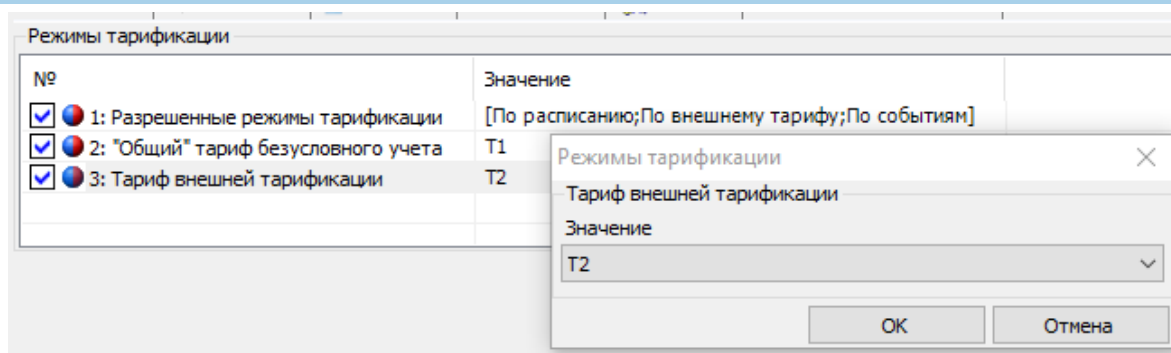 Режимы тарификации
№ Значение
1: Разрешенные режимы тарификации [По расписанию;По внешнему тарифу;По событиям]
2: "Общий" тариф безусловного учета T1
3: Тариф внешней тарификации T2
Режимы тарификации
Тариф внешней тарификации
Значение
T2
OK Отмена